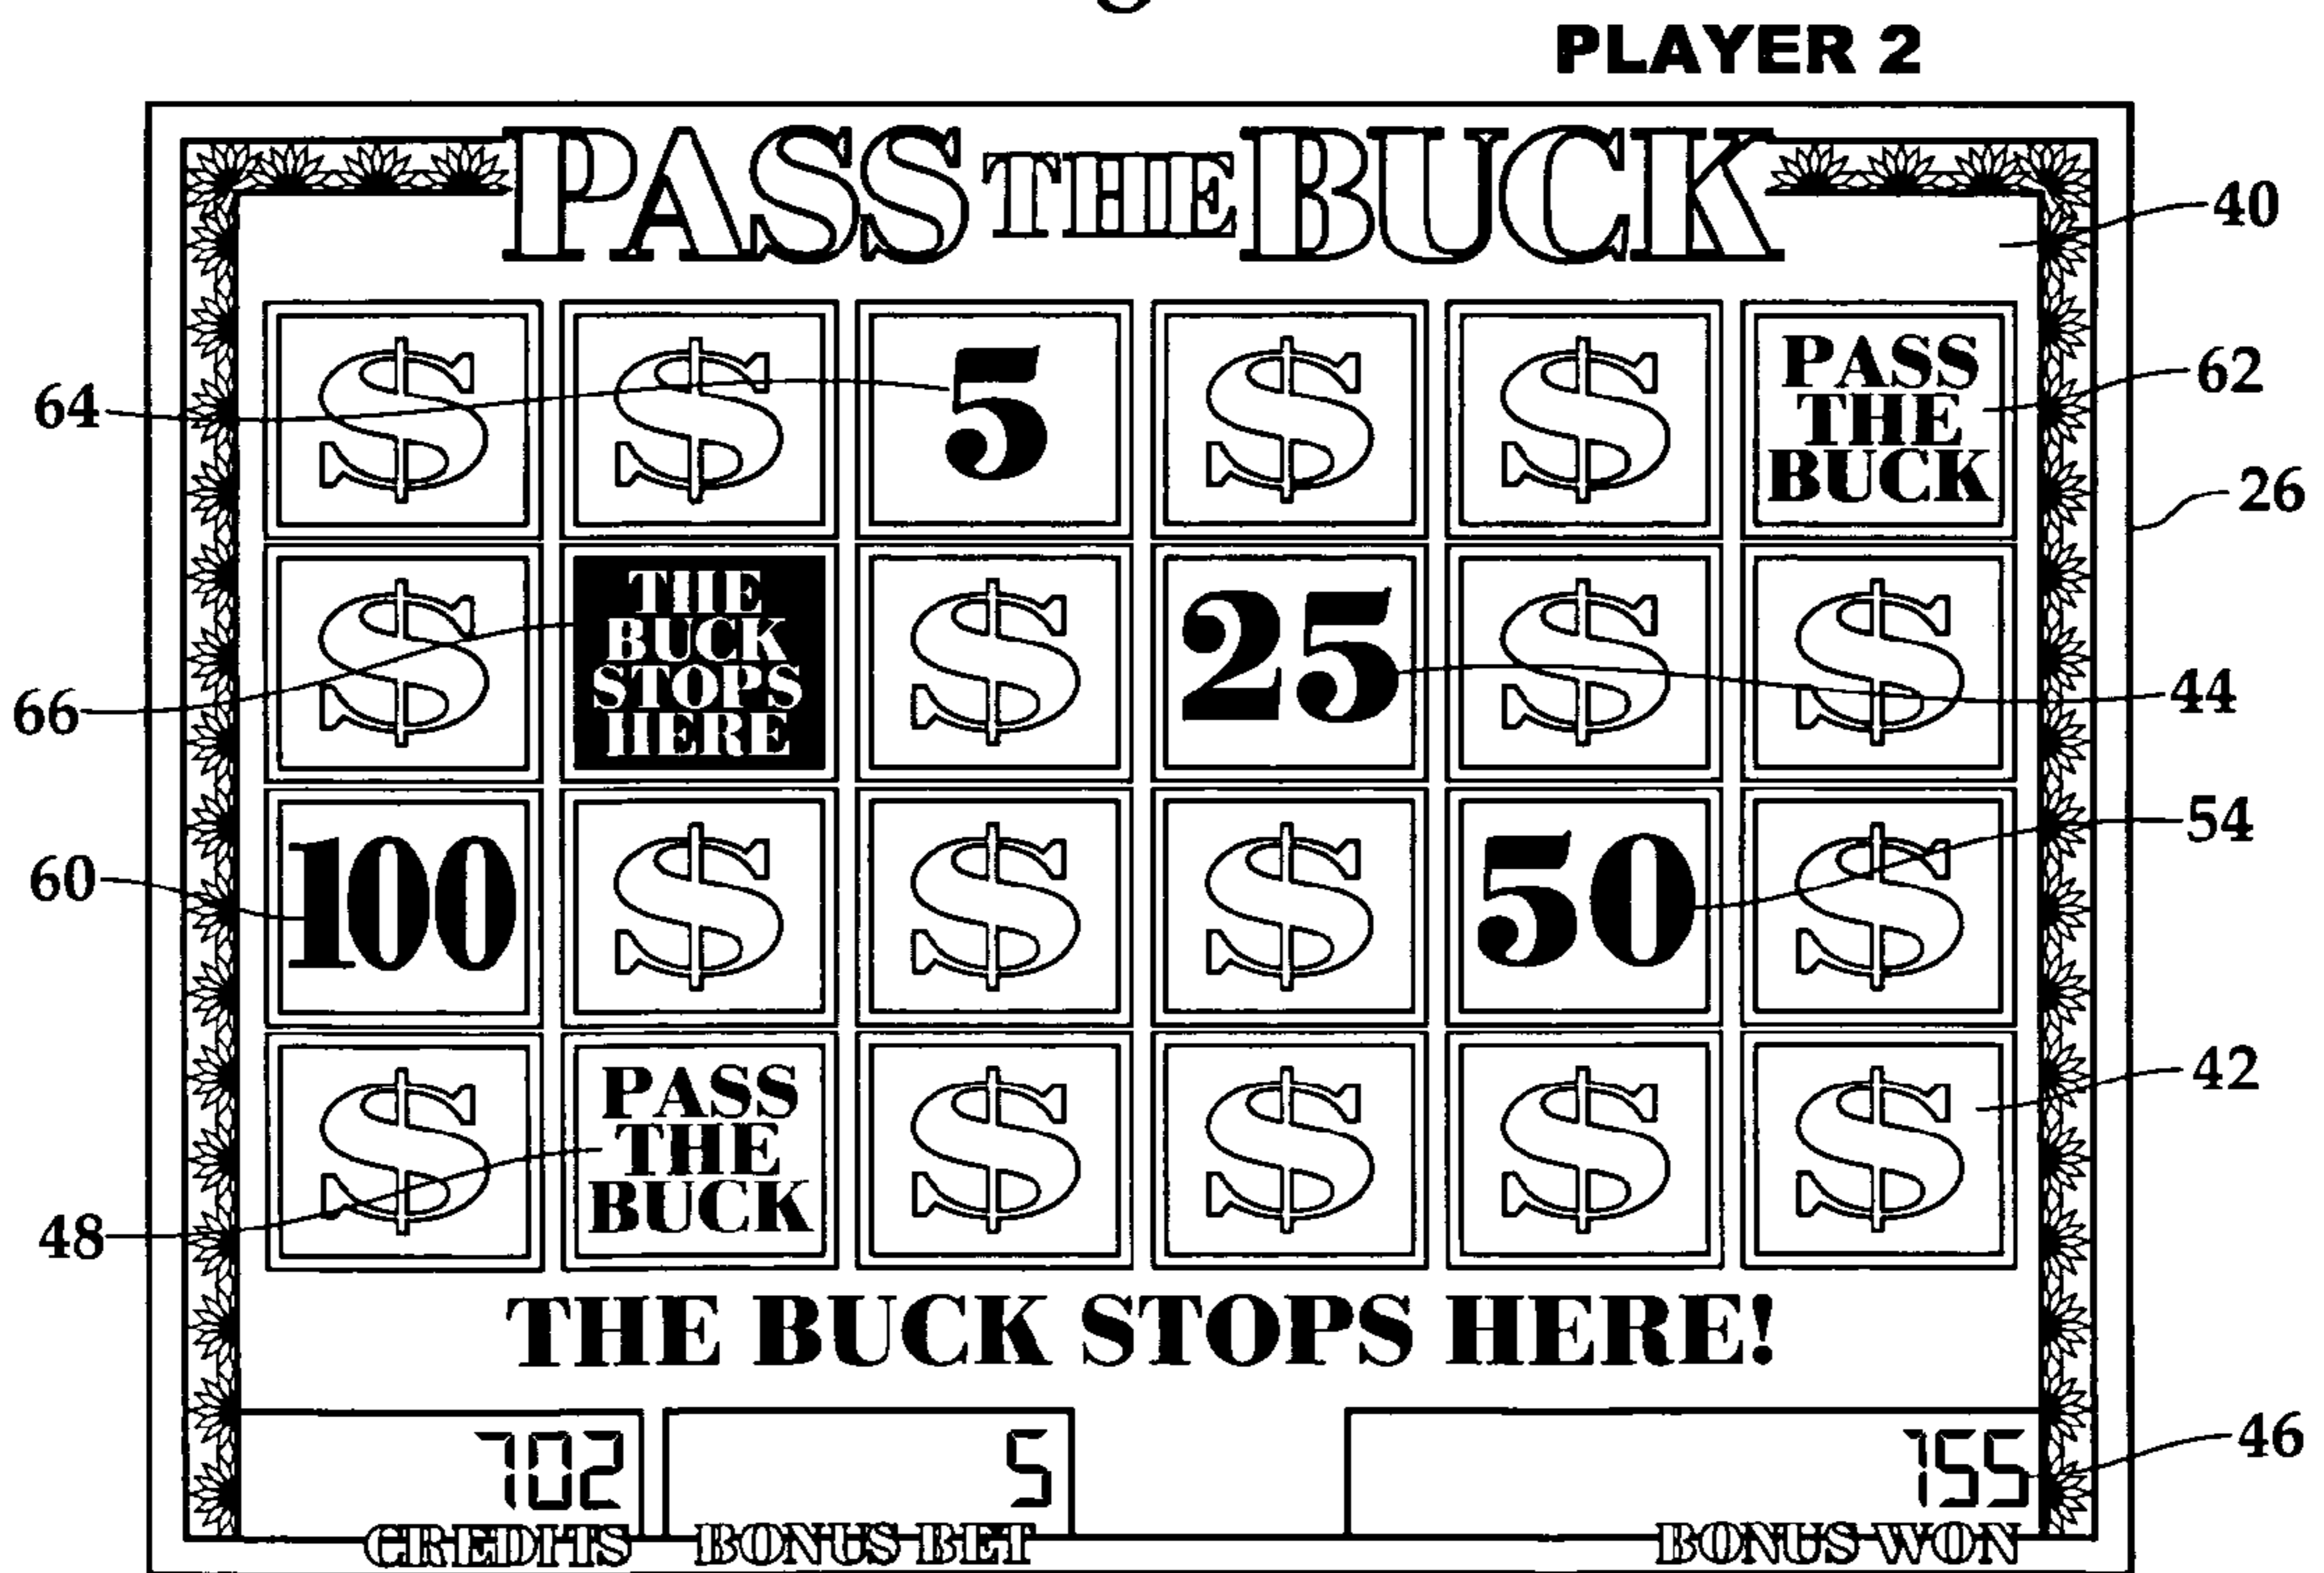 PLAYER 2
PASS THE BUCK
40
$ $ 5 $ $ PASS THE BUCK
64
62
26
$ THE BUCK STOPS HERE $ 25 $ $
66
44
100 $ $ $ 50 $
54
60
$ PASS THE BUCK $ $ $ $
42
48
THE BUCK STOPS HERE!
702 5 155
46
CREDITS BONUS BET BONUS WON